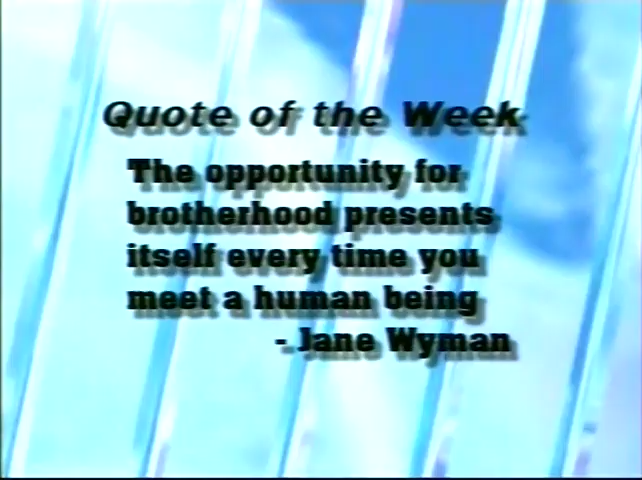 Quote of the Week
The opportunity for
brotherhood presents
itself every time you
meet a human being
- Jane Wyman